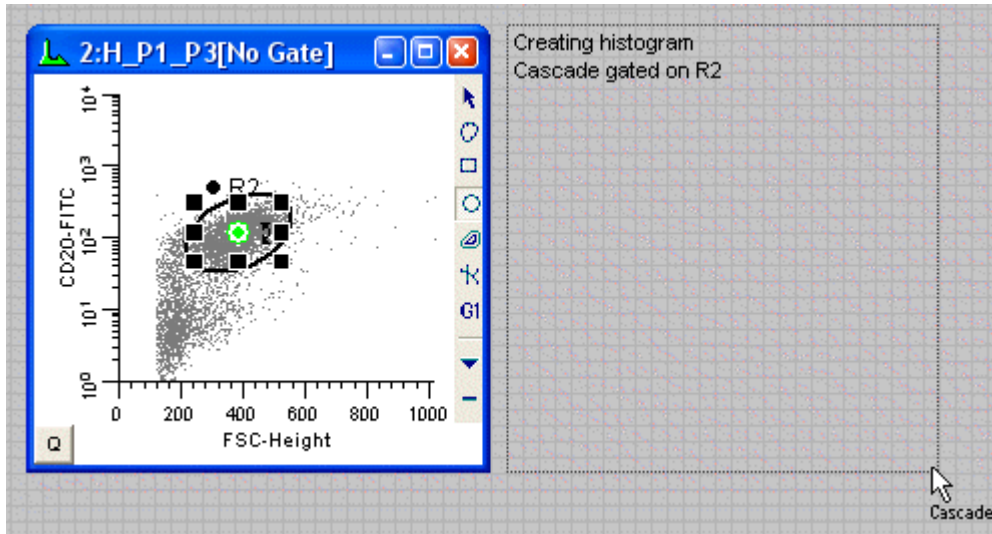 2:H_P1_P3[No Gate]
Creating histogram
Cascade gated on R2
10⁴
10³
10²
10¹
10⁰
CD20-FITC
R2
G1
0 200 400 600 800 1000
FSC-Height
Q
Cascade